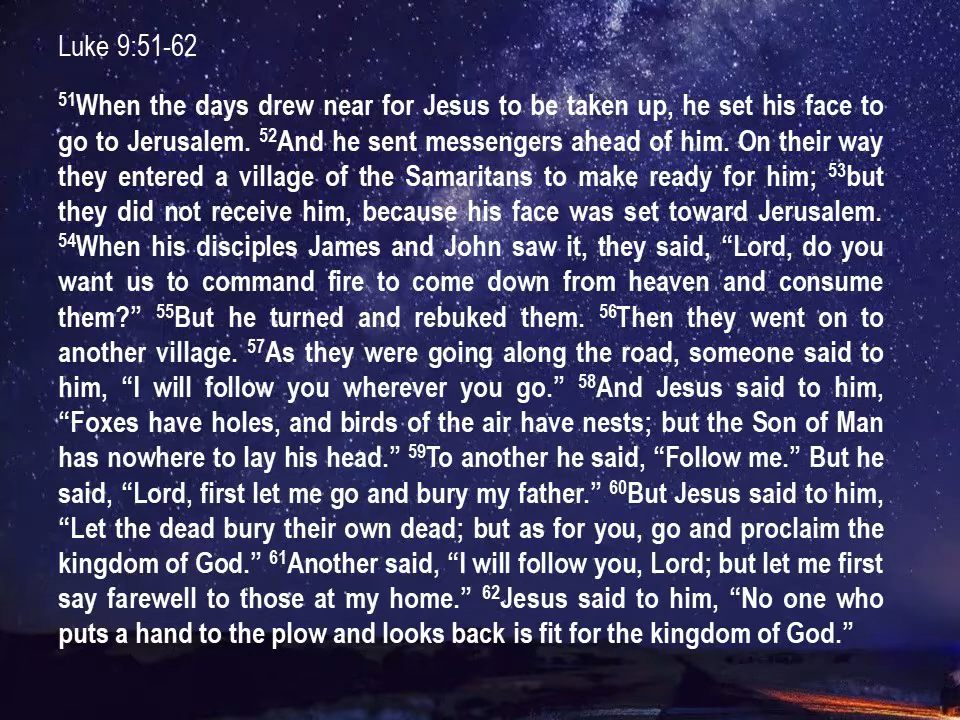 Luke 9:51-62
51When the days drew near for Jesus to be taken up, he set his face to
go to Jerusalem. 52And he sent messengers ahead of him. On their way
they entered a village of the Samaritans to make ready for him; 53but
they did not receive him, because his face was set toward Jerusalem.
54When his disciples James and John saw it, they said, “Lord, do you
want us to command fire to come down from heaven and consume
them?” 55But he turned and rebuked them. 56Then they went on to
another village. 57As they were going along the road, someone said to
him, “I will follow you wherever you go.” 58And Jesus said to him,
“Foxes have holes, and birds of the air have nests; but the Son of Man
has nowhere to lay his head.” 59To another he said, “Follow me.” But he
said, “Lord, first let me go and bury my father.” 60But Jesus said to him,
“Let the dead bury their own dead; but as for you, go and proclaim the
kingdom of God.” 61Another said, “I will follow you, Lord; but let me first
say farewell to those at my home.” 62Jesus said to him, “No one who
puts a hand to the plow and looks back is fit for the kingdom of God.”